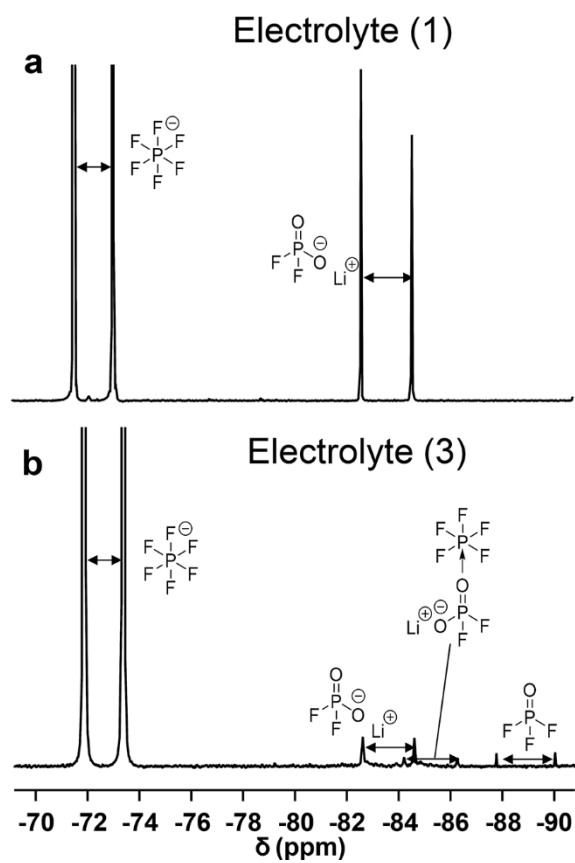 Electrolyte (1)
a
F ⊖
F F
P
F F
F
O
P ⊖
F O
F Li ⊕
b
Electrolyte (3)
F ⊖
F F
P
F F
F
F
F F
P
F F
O
Li ⊕ ⊖ O P F
F
O
P ⊖
F O
F Li ⊕
O
P
F F
F
-70 -72 -74 -76 -78 -80 -82 -84 -86 -88 -90
δ (ppm)